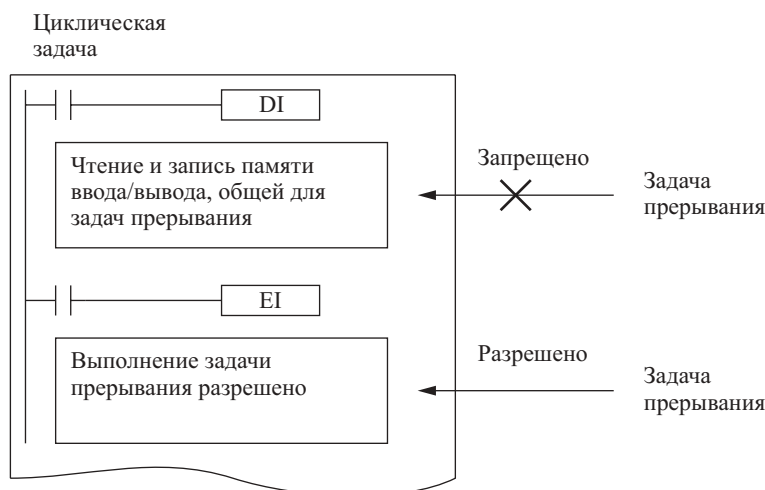 Циклическая
задача
DI
Чтение и запись памяти
ввода/вывода, общей для
задач прерывания
Запрещено
Задача
прерывания
EI
Выполнение задачи
прерывания разрешено
Разрешено
Задача
прерывания